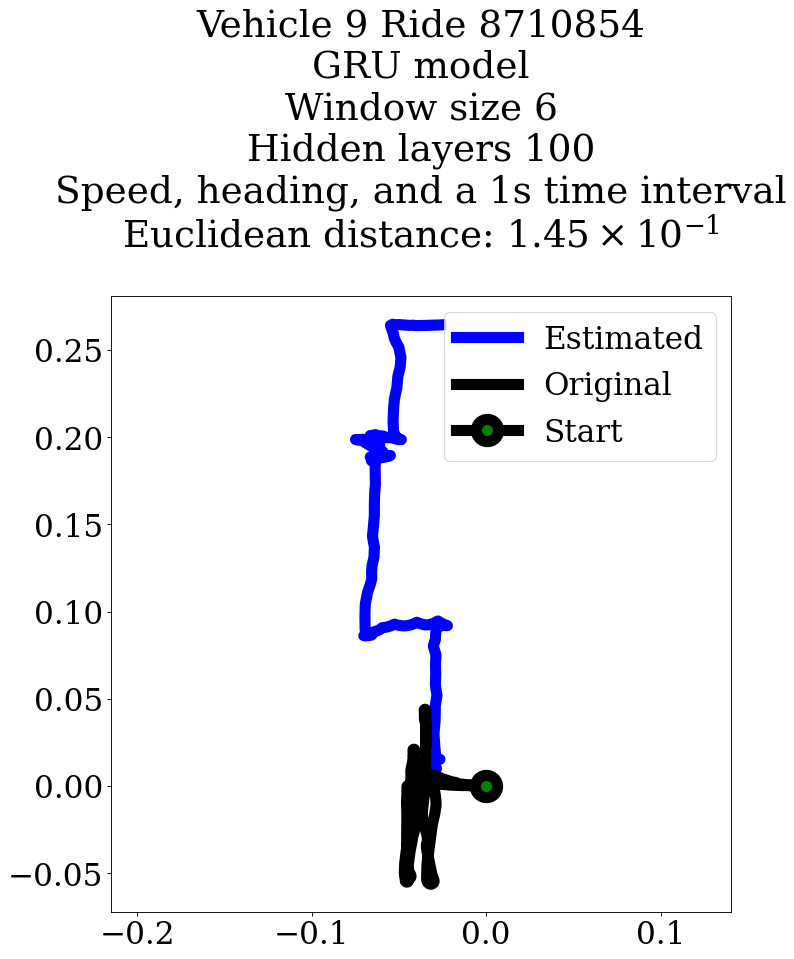 Vehicle 9 Ride 8710854
GRU model
Window size 6
Hidden layers 100
Speed, heading, and a 1s time interval
Euclidean distance: 1.45 × 10⁻¹
Estimated
Original
Start
0.25
0.20
0.15
0.10
0.05
0.00
−0.05
−0.2
−0.1
0.0
0.1